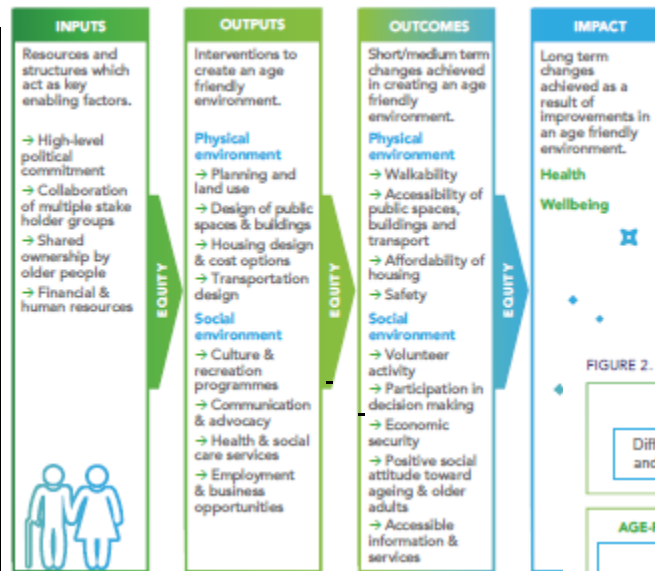 INPUTS
Resources and
structures which
act as key
enabling factors.
→ High-level
political
commitment
→ Collaboration
of multiple stake
holder groups
→ Shared
ownership by
older people
→ Financial &
human resources
EQUITY
OUTPUTS
Interventions to
create an age
friendly
environment.
Physical
environment
→ Planning and
land use
→ Design of public
spaces & buildings
→ Housing design
& cost options
→ Transportation
design
Social
environment
→ Culture &
recreation
programmes
→ Communication
& advocacy
→ Health & social
care services
→ Employment
& business
opportunities
EQUITY
OUTCOMES
Short/medium term
changes achieved
in creating an age
friendly
environment.
Physical
environment
→ Walkability
→ Accessibility of
public spaces,
buildings and
transport
→ Affordability of
housing
→ Safety
Social
environment
→ Volunteer
activity
→ Participation in
decision making
→ Economic
security
→ Positive social
attitude toward
ageing & older
adults
→ Accessible
information &
services
EQUITY
IMPACT
Long term
changes
achieved as a
result of
improvements in
an age friendly
environment.
Health
Wellbeing
FIGURE 2.
Diff
and
AGE-F